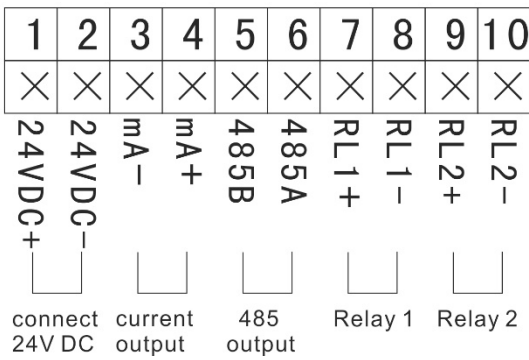 1 2 3 4 5 6 7 8 9 10
24VDC+ 24VDC- mA- mA+ 485B 485A RL1+ RL1- RL2+ RL2-
connect current 485 Relay 1 Relay 2
24V DC output output